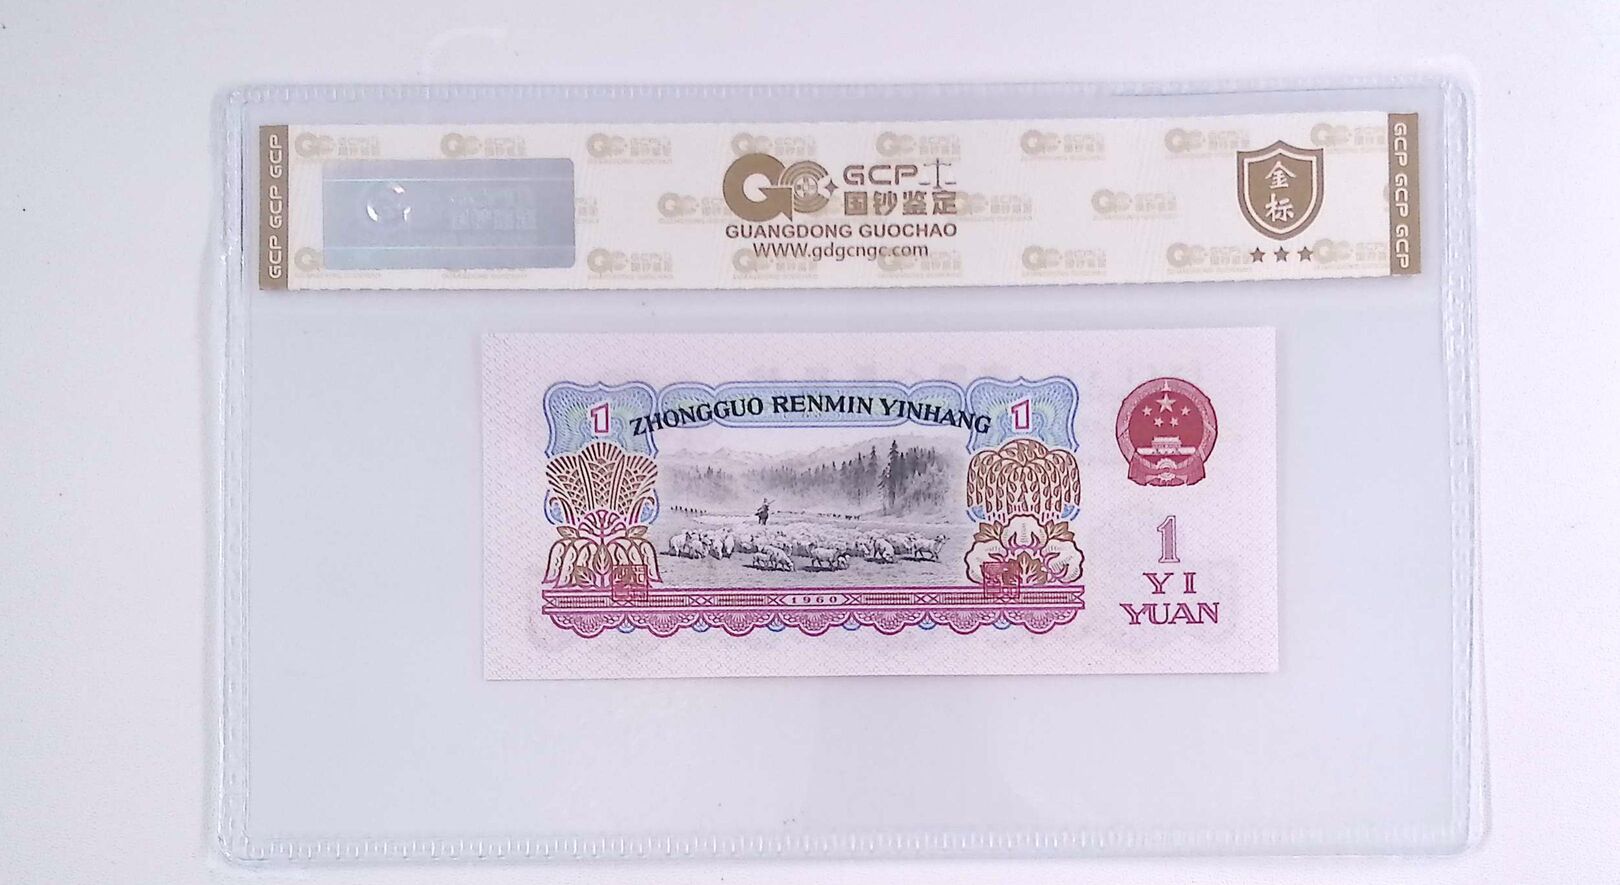 GCP GCP GCP
GCP
国钞鉴定
GUANGDONG GUOCHAO
WWW.gdgcngc.com
金标
GCP GCP GCP
ZHONGGUO RENMIN YINHANG
1
1
1960
1
YI
YUAN